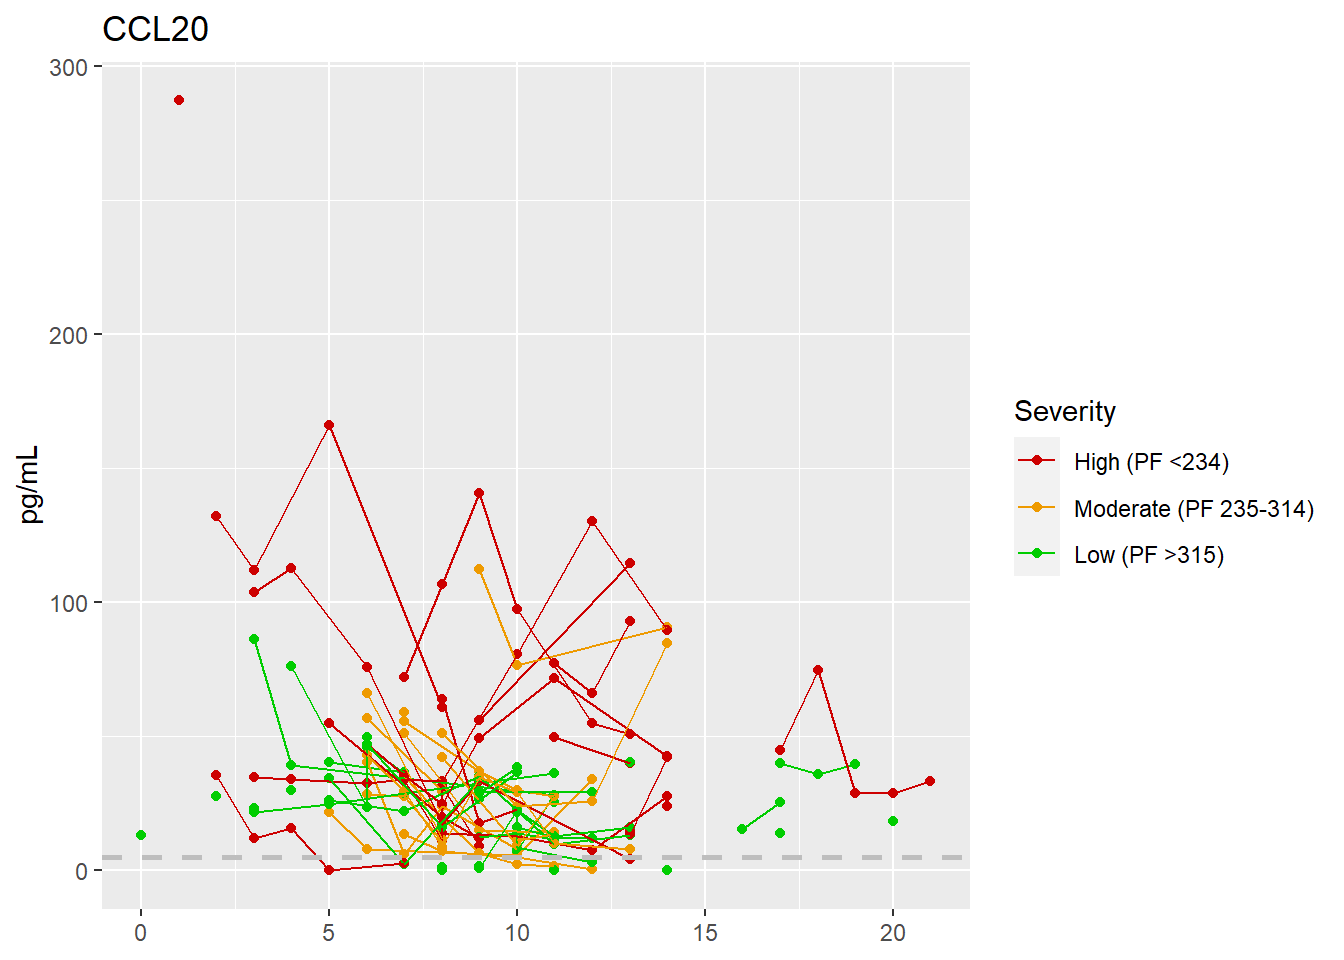 CCL20
300
200
100
0
pg/mL
0 5 10 15 20
Severity
High (PF <234)
Moderate (PF 235-314)
Low (PF >315)